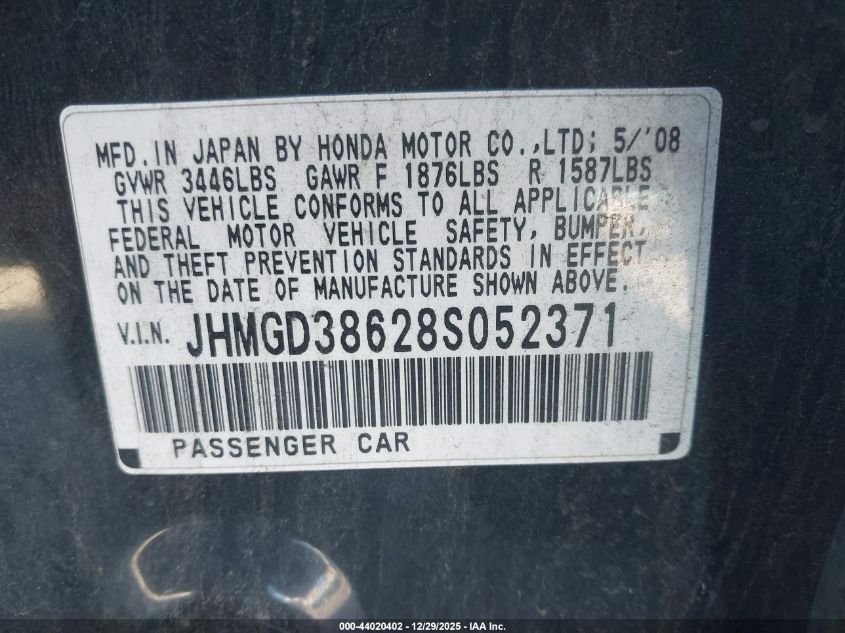 MFD.IN JAPAN BY HONDA MOTOR CO.,LTD; 5/'08
GVWR 3446LBS GAWR F 1876LBS R 1587LBS
THIS VEHICLE CONFORMS TO ALL APPLICABLE
FEDERAL MOTOR VEHICLE SAFETY, BUMPER,
AND THEFT PREVENTION STANDARDS IN EFFECT
ON THE DATE OF MANUFACTURE SHOWN ABOVE.
V.I.N. JHMGD38628S052371
PASSENGER CAR
000-44020402 - 12/29/2025 - IAA Inc.